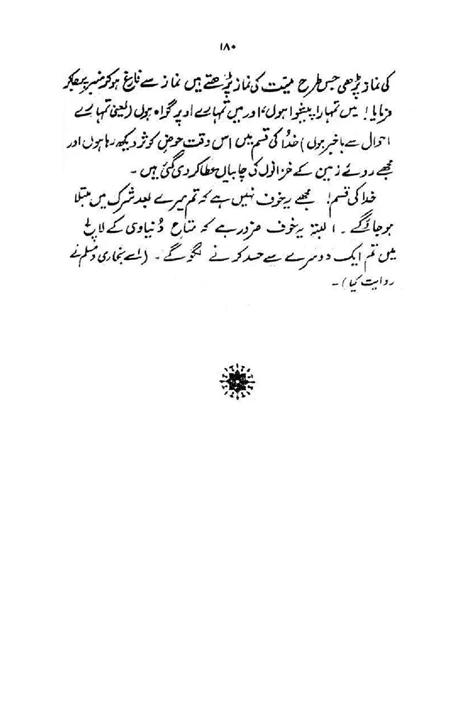 ۱۸۰
کی نماز پڑھی جس طرح میت کی نماز پڑھتے ہیں نماز سے فارغ ہو کر منبر پر بیٹھ کر
فرمایا! میں تمہارا پیشوا ہوں، اور میں تمہارے اوپر گواہ ہوں (یعنی تمہارے
احوال سے باخبر ہوں) خدا کی قسم میں اس وقت حوض کوثر دیکھ رہا ہوں اور
مجھے روئے زمین کے خزانوں کی چابیاں عطا کر دی گئی ہیں ۔
خدا کی قسم! مجھے یہ خوف نہیں ہے کہ تم میرے بعد شرک میں مبتلا
ہو جاؤ گے ۔ البتہ یہ خوف ضرور ہے کہ متاع دُنیاوی کے لالچ
میں تم ایک دوسرے سے حسد کرنے لگو گے ۔ (اسے بخاری و مسلم نے
روایت کیا) ۔